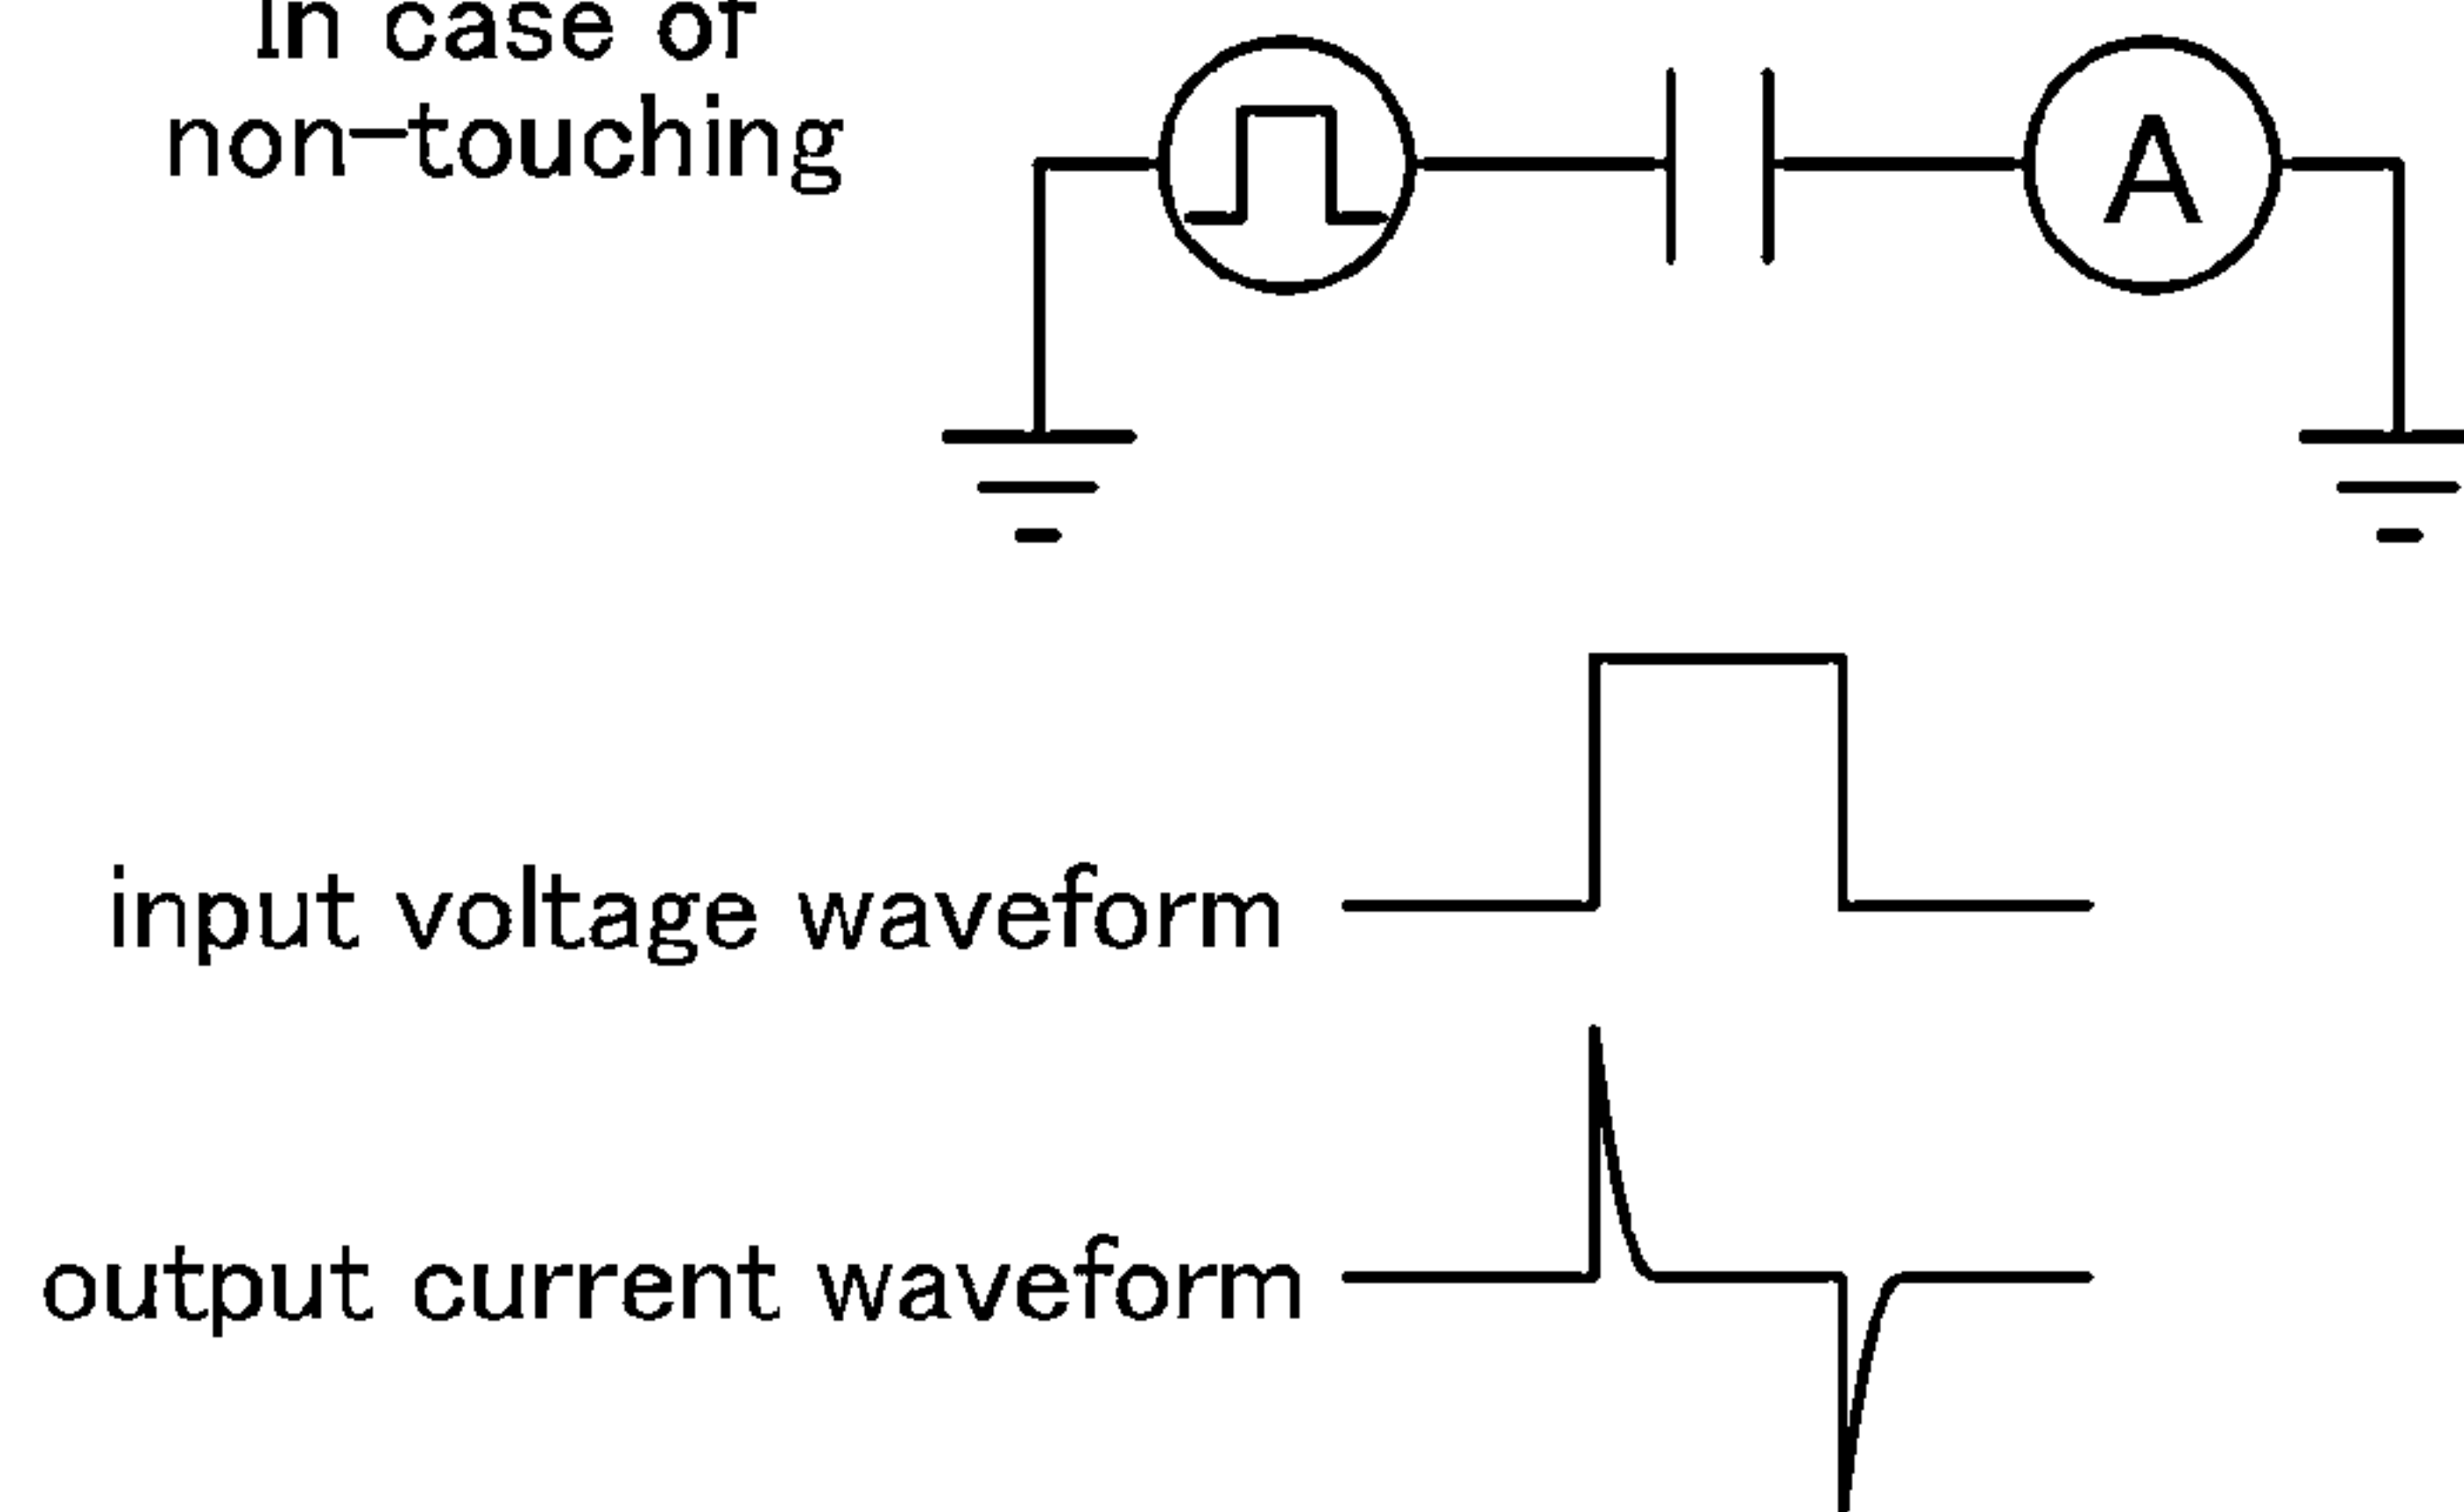 In case of
non-touching
A
input voltage waveform
output current waveform